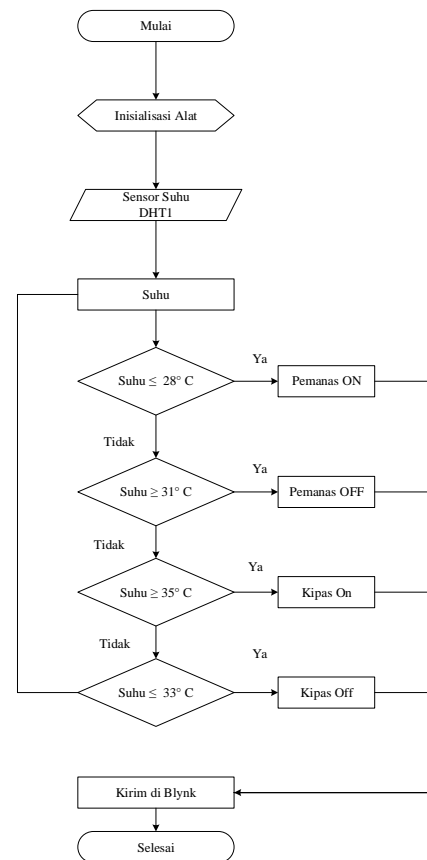 Mulai
Inisialisasi Alat
Sensor Suhu
DHT1
Suhu
Suhu ≤ 28° C
Ya
Pemanas ON
Tidak
Suhu ≥ 31° C
Ya
Pemanas OFF
Tidak
Suhu ≥ 35° C
Ya
Kipas On
Tidak
Suhu ≤ 33° C
Ya
Kipas Off
Kirim di Blynk
Selesai